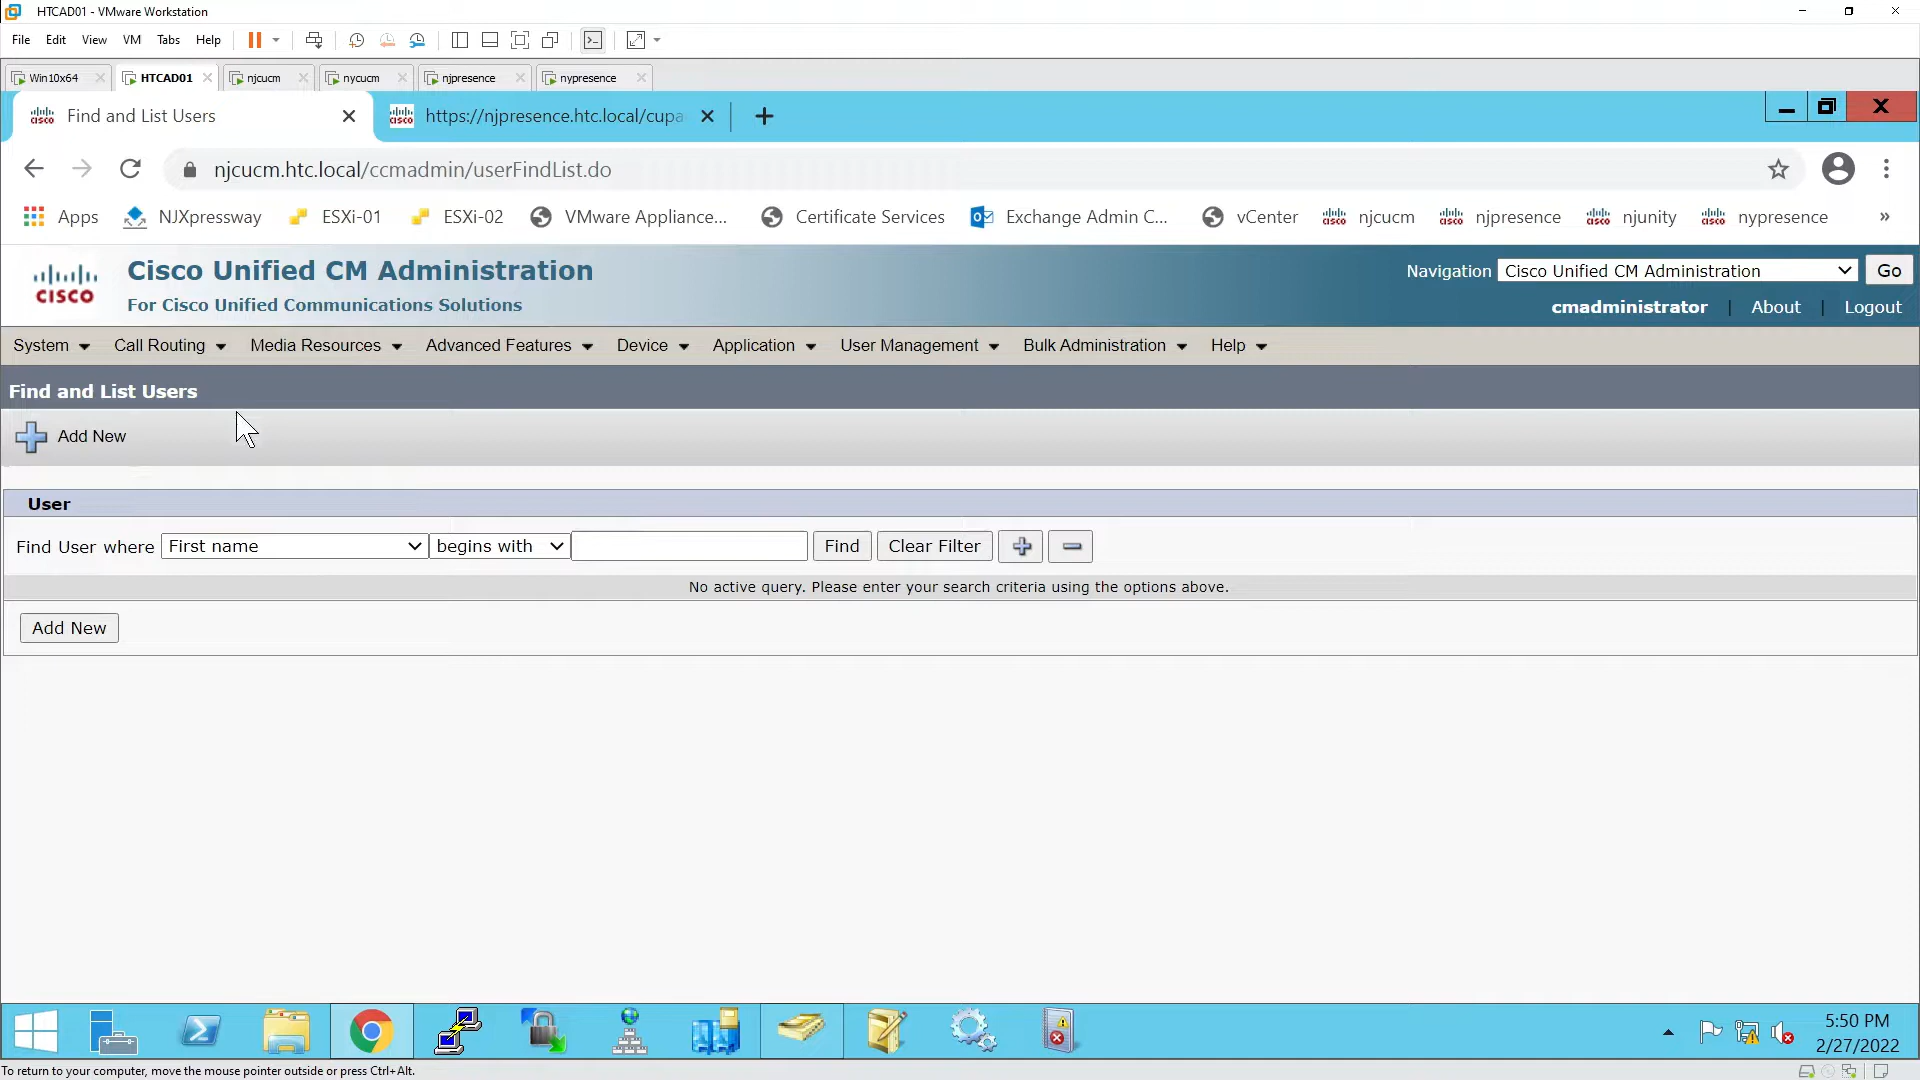 HTCAD01 - VMware Workstation
File Edit View VM Tabs Help
Win10x64 HTCAD01 njcucm nycucm njpresence nypresence
Find and List Users https://njpresence.htc.local/cupa
njcucm.htc.local/ccmadmin/userFindList.do
Apps NJXpressway ESXi-01 ESXi-02 VMware Appliance... Certificate Services Exchange Admin C... vCenter njcucm njpresence njunity nypresence »
CISCO
Cisco Unified CM Administration
For Cisco Unified Communications Solutions
Navigation Cisco Unified CM Administration Go
cmadministrator | About | Logout
System Call Routing Media Resources Advanced Features Device Application User Management Bulk Administration Help
Find and List Users
Add New
User
Find User where First name begins with Find Clear Filter
No active query. Please enter your search criteria using the options above.
Add New
5:50 PM
2/27/2022
To return to your computer, move the mouse pointer outside or press Ctrl+Alt.